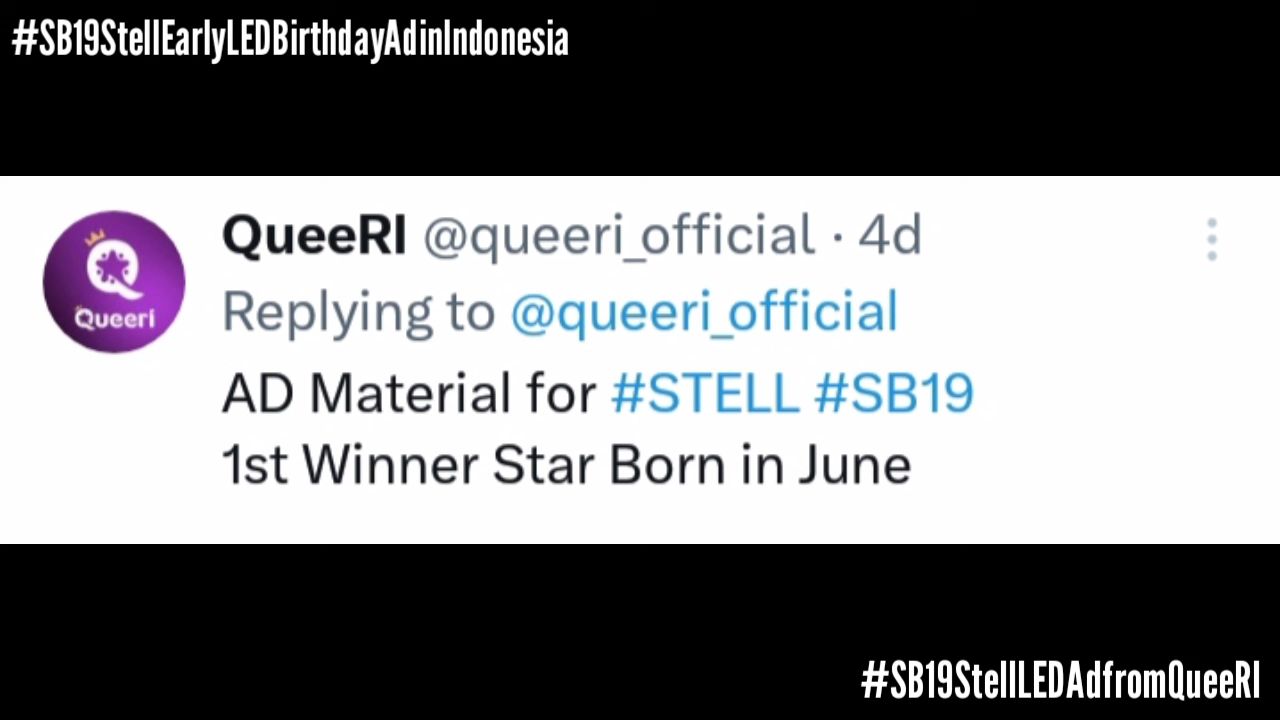 #SB19StellEarlyLEDBirthdayAdinIndonesia
QueeRI @queeri_official · 4d
Queeri
Replying to @queeri_official
AD Material for #STELL #SB19
1st Winner Star Born in June
#SB19StellLEDAdfromQueeRI